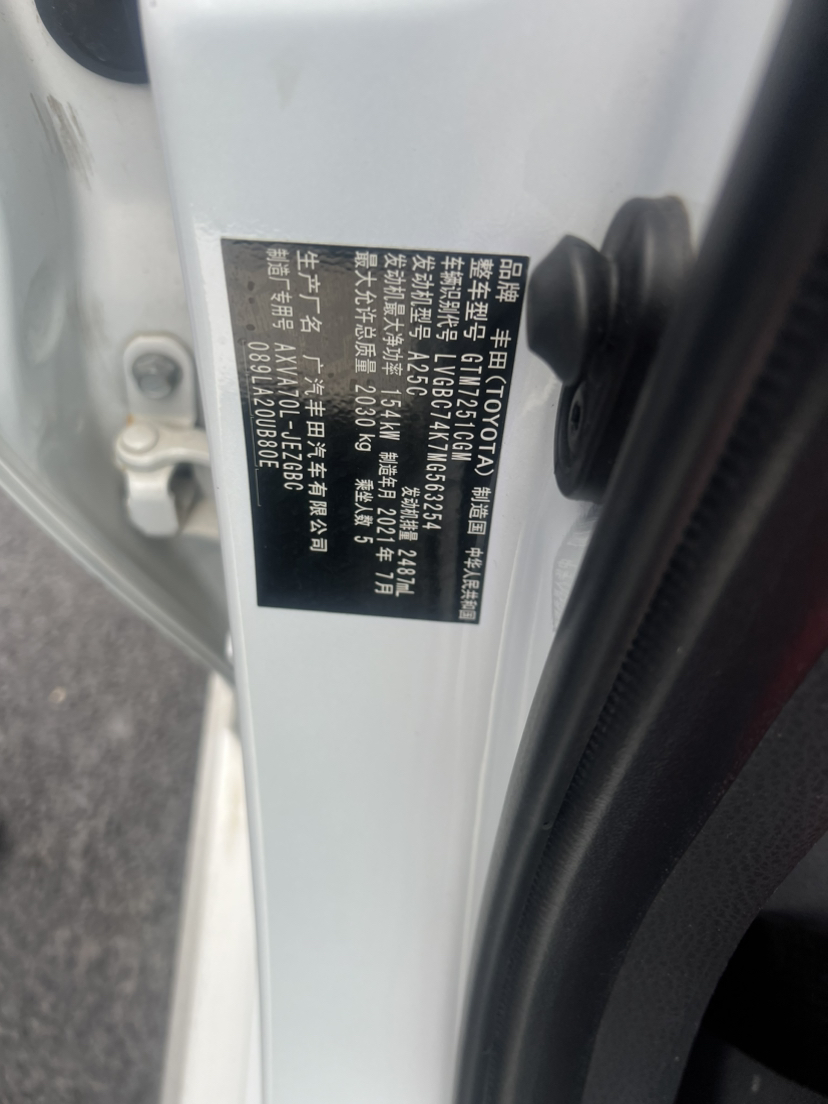 品牌 丰田(TOYOTA) 制造国 中华人民共和国
整车型号 GTM7251CGM
车辆识别代号 LVGBC74K7MG563254
发动机型号 A25C 发动机排量 2487mL
发动机最大净功率 154kW 制造年月 2021年 7月
最大允许总质量 2030 kg 乘坐人数 5
生产厂名 广汽丰田汽车有限公司
制造厂专用号 AXVA70L-JEZGBC
089LLA20UB80E